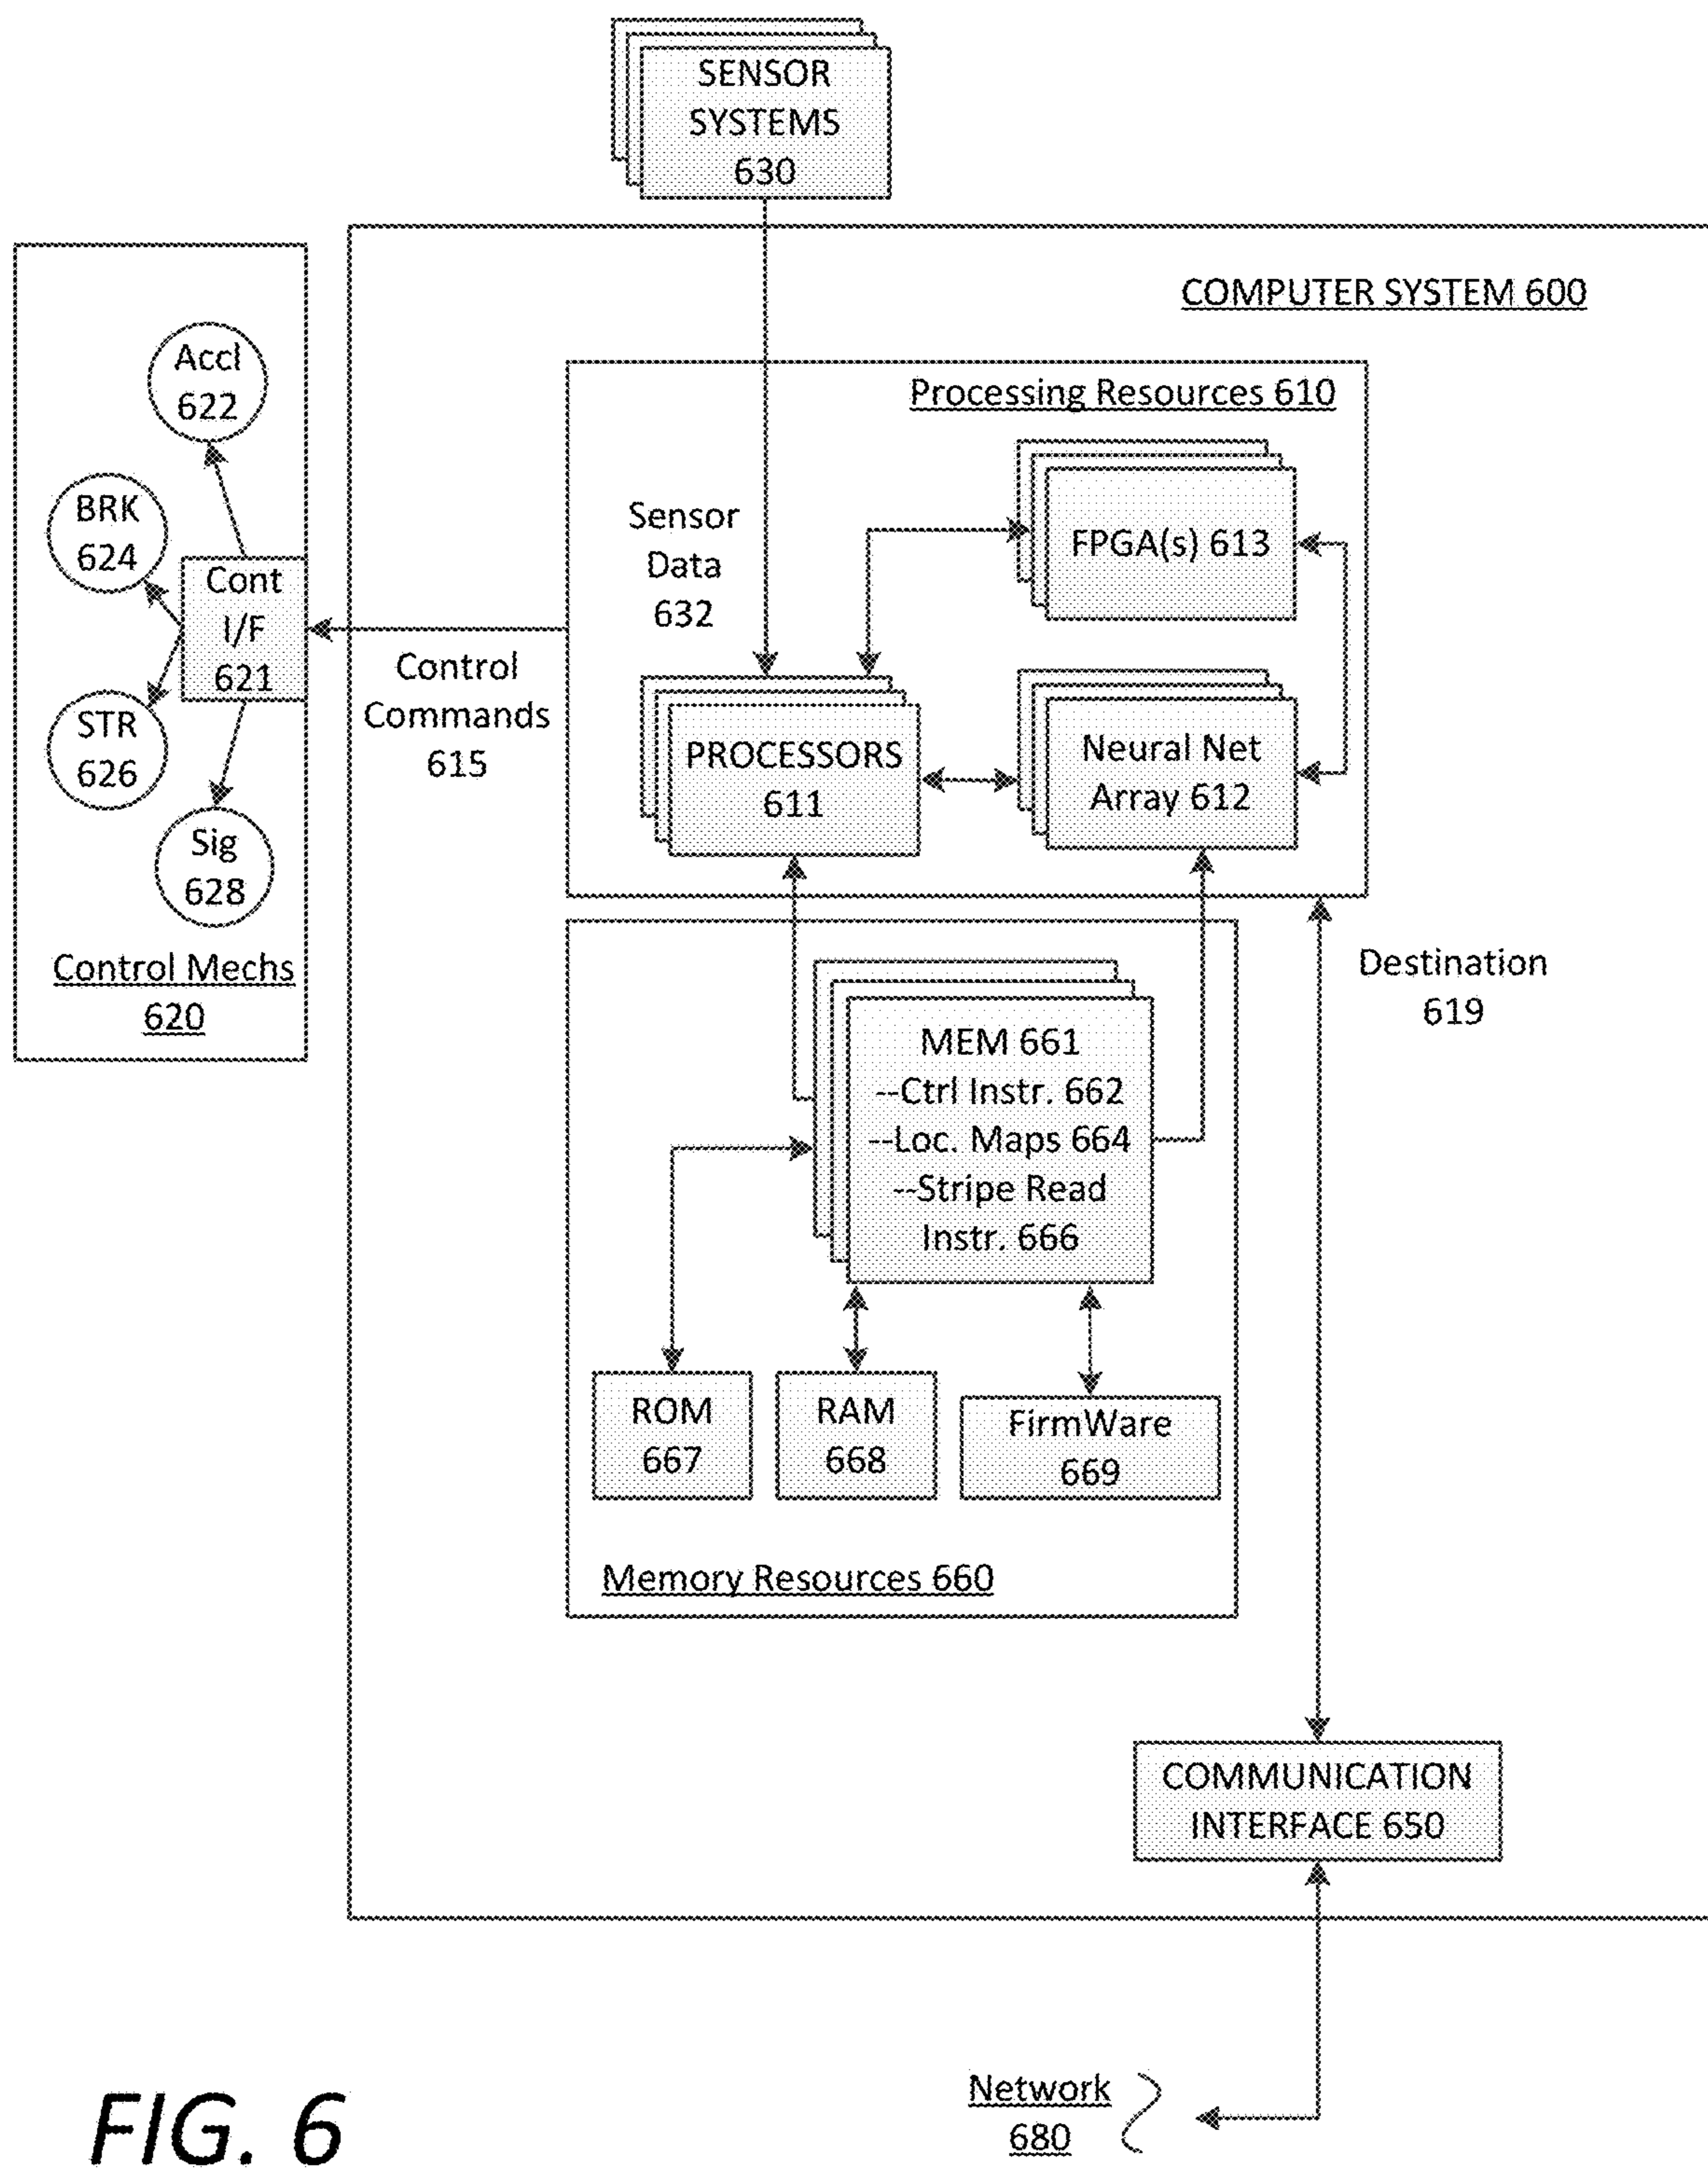 SENSOR
SYSTEMS
630
COMPUTER SYSTEM 600
Accl
622
BRK
624
Cont
I/F
621
STR
626
Sig
628
Control Mechs
620
Control
Commands
615
Processing Resources 610
Sensor
Data
632
FPGA(s) 613
PROCESSORS
611
Neural Net
Array 612
Destination
619
MEM 661
--Ctrl Instr. 662
--Loc. Maps 664
--Stripe Read
Instr. 666
ROM
667
RAM
668
FirmWare
669
Memory Resources 660
COMMUNICATION
INTERFACE 650
Network
680
FIG. 6